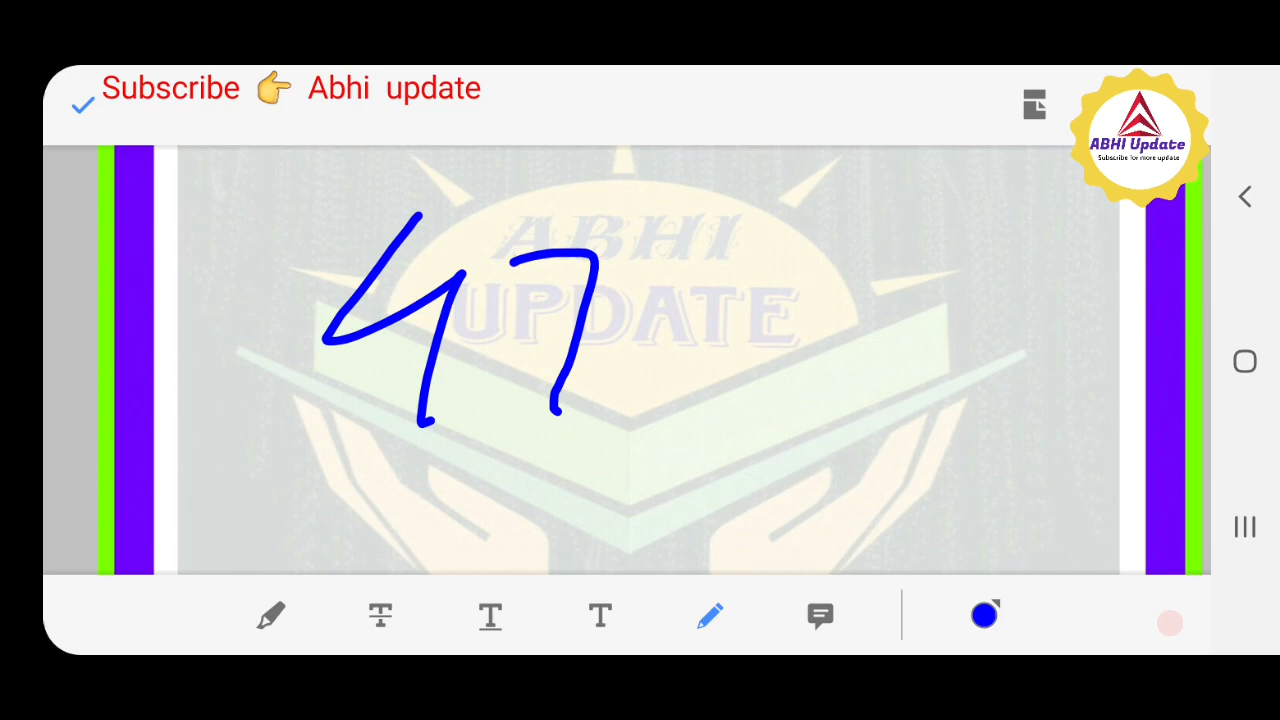 Subscribe 👉 Abhi update
ABHI Update
Subscribe for more update
ABHI
UPDATE
47